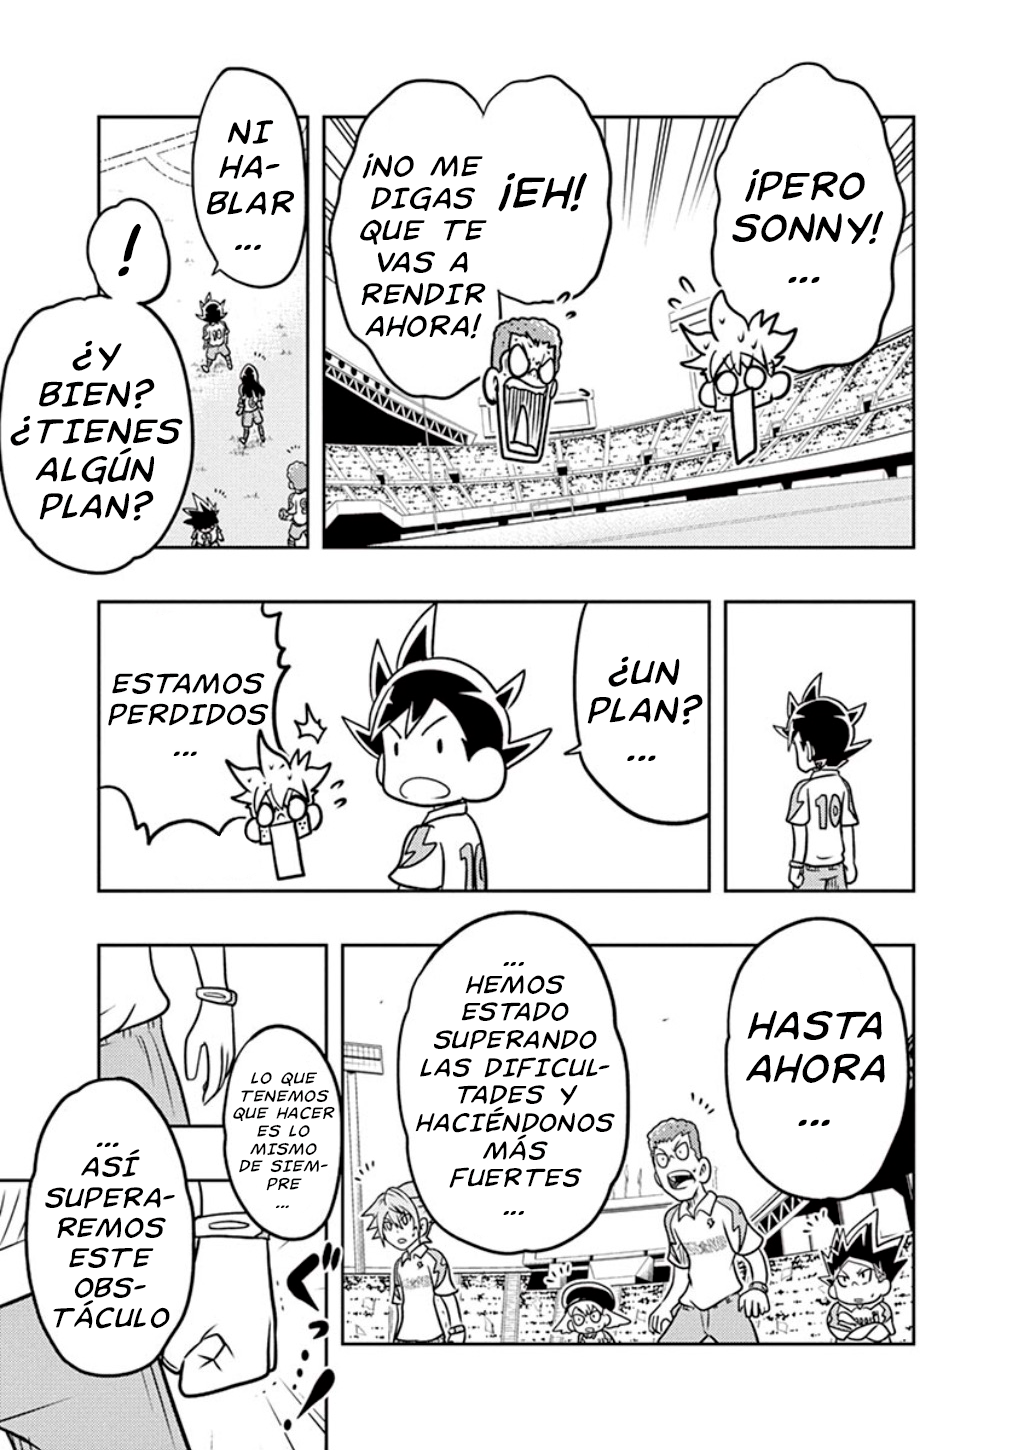 ¡PERO
SONNY!
...
¡EH!
¡NO ME
DIGAS
QUE TE
VAS A
RENDIR
AHORA!
NI
HA-
BLAR
...
!
¿Y
BIEN?
¿TIENES
ALGÚN
PLAN?
10
¿UN
PLAN?
...
10
ESTAMOS
PERDIDOS
...
HASTA
AHORA
...
...
HEMOS
ESTADO
SUPERANDO
LAS DIFICUL-
TADES Y
HACIÉNDONOS
MÁS
FUERTES
...
LO QUE
TENEMOS
QUE HACER
ES LO
MISMO
DE SIEM-
PRE
...
...
ASÍ
SUPERA-
REMOS
ESTE
OBS-
TÁCULO